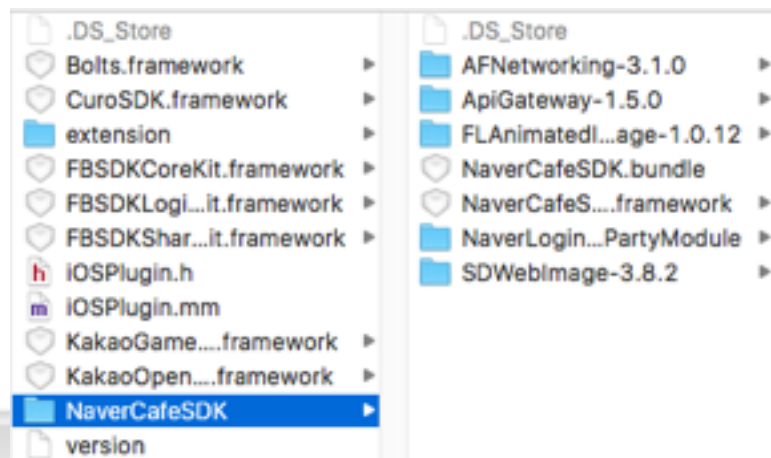 .DS_Store
Bolts.framework
CuroSDK.framework
extension
FBSDKCoreKit.framework
FBSDKLogi...it.framework
FBSDKShar...it.framework
iOSPlugin.h
iOSPlugin.mm
KakaoGame....framework
KakaoOpen....framework
NaverCafeSDK
version
.DS_Store
AFNetworking-3.1.0
ApiGateway-1.5.0
FLAnimatedI...age-1.0.12
NaverCafeSDK.bundle
NaverCafeS....framework
NaverLogin...PartyModule
SDWebImage-3.8.2